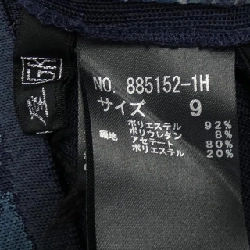 NO. 885152-1H
サイズ 9
ポリエステル 92%
ポリウレタン 8%
アセテート 80%
ポリエステル 20%